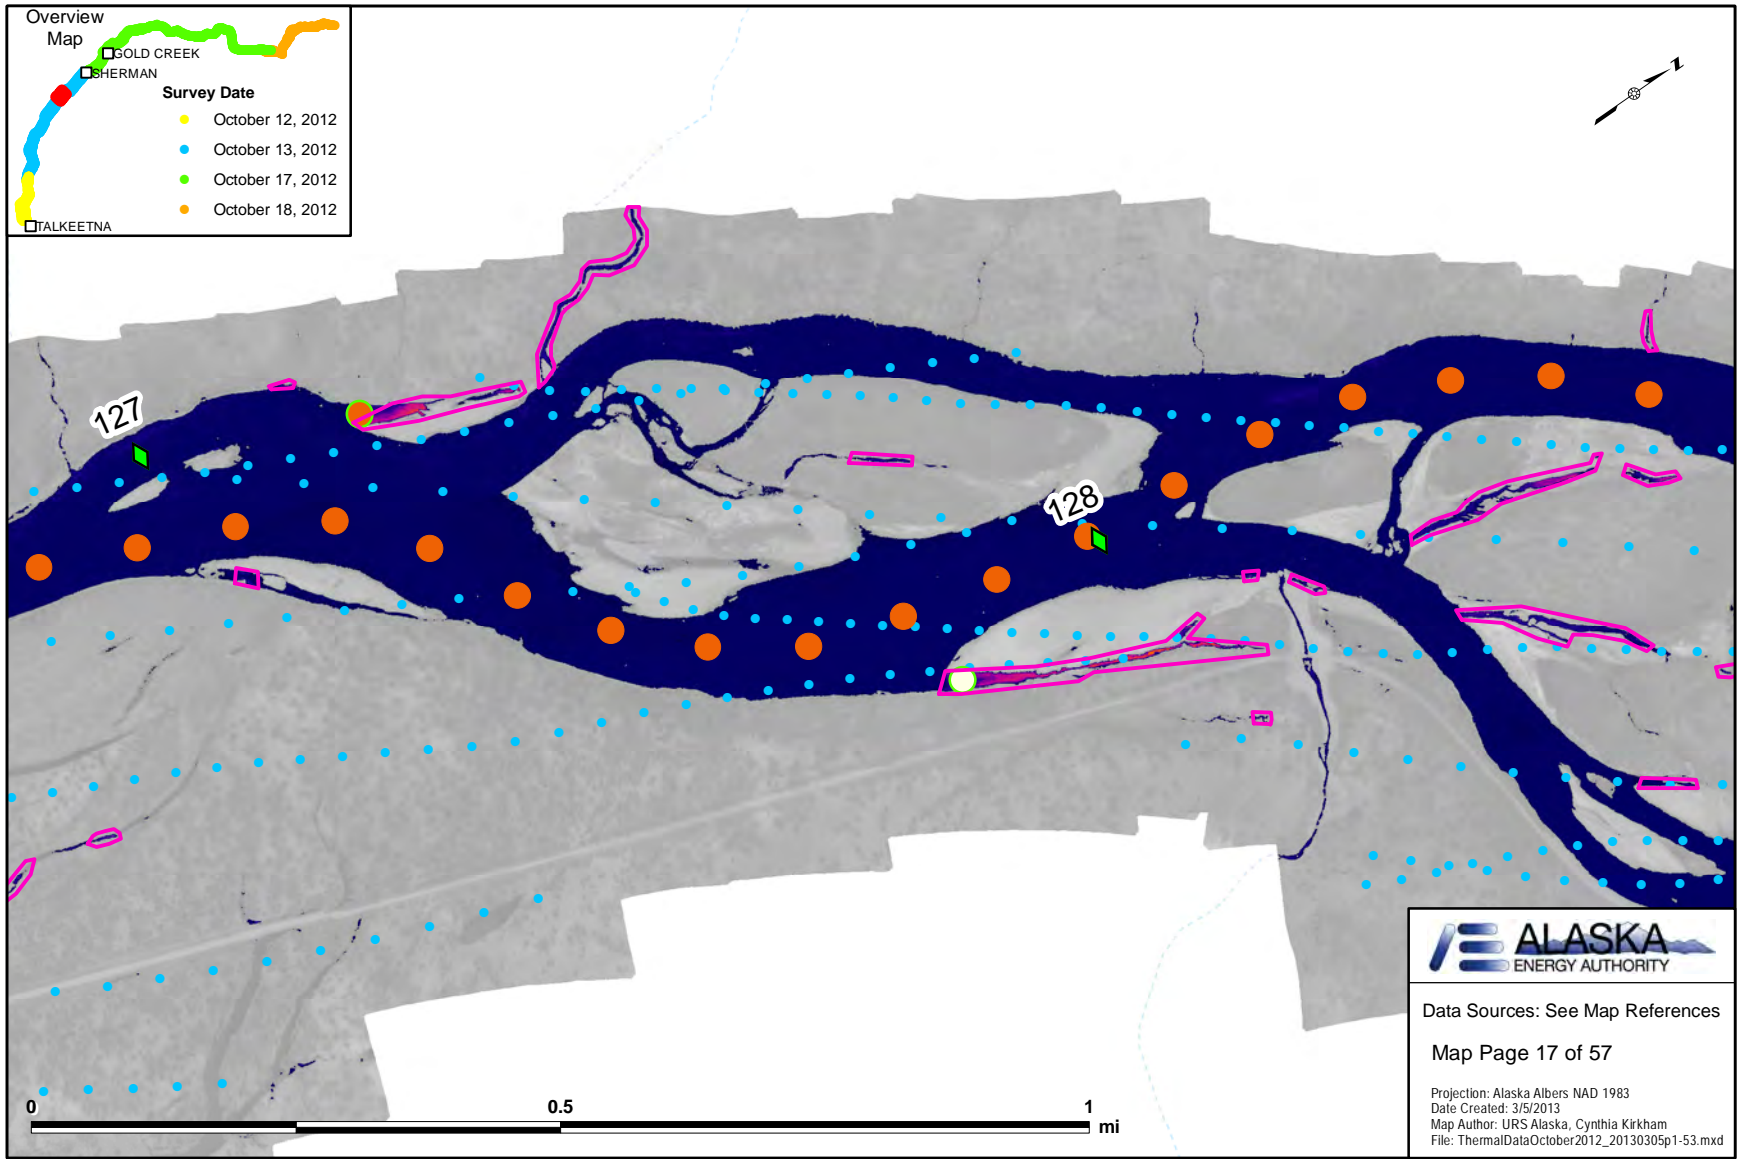 Overview
Map
GOLD CREEK
SHERMAN
Survey Date
October 12, 2012
October 13, 2012
October 17, 2012
October 18, 2012
TALKEETNA
Z
127
128
0
0.5
1
mi
ALASKA
ENERGY AUTHORITY
Data Sources: See Map References
Map Page 17 of 57
Projection: Alaska Albers NAD 1983
Date Created: 3/5/2013
Map Author: URS Alaska, Cynthia Kirkham
File: ThermalDataOctober2012_20130305p1-53.mxd